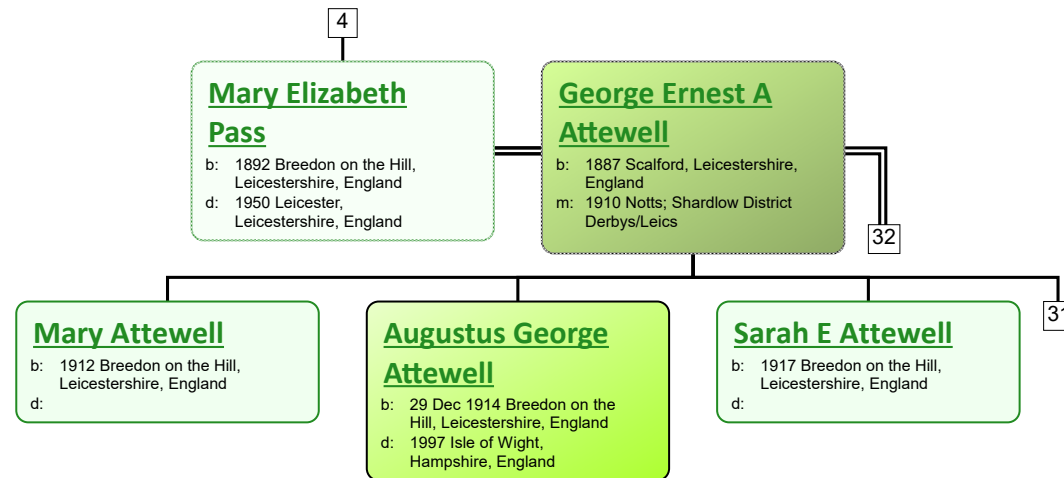 4
Mary Elizabeth
Pass
b: 1892 Breedon on the Hill,
Leicestershire, England
d: 1950 Leicester,
Leicestershire, England
George Ernest A
Attewell
b: 1887 Scalford, Leicestershire,
England
m: 1910 Notts; Shardlow District
Derbys/Leics
32
31
Mary Attewell
b: 1912 Breedon on the Hill,
Leicestershire, England
d:
Augustus George
Attewell
b: 29 Dec 1914 Breedon on the
Hill, Leicestershire, England
d: 1997 Isle of Wight,
Hampshire, England
Sarah E Attewell
b: 1917 Breedon on the Hill,
Leicestershire, England
d: